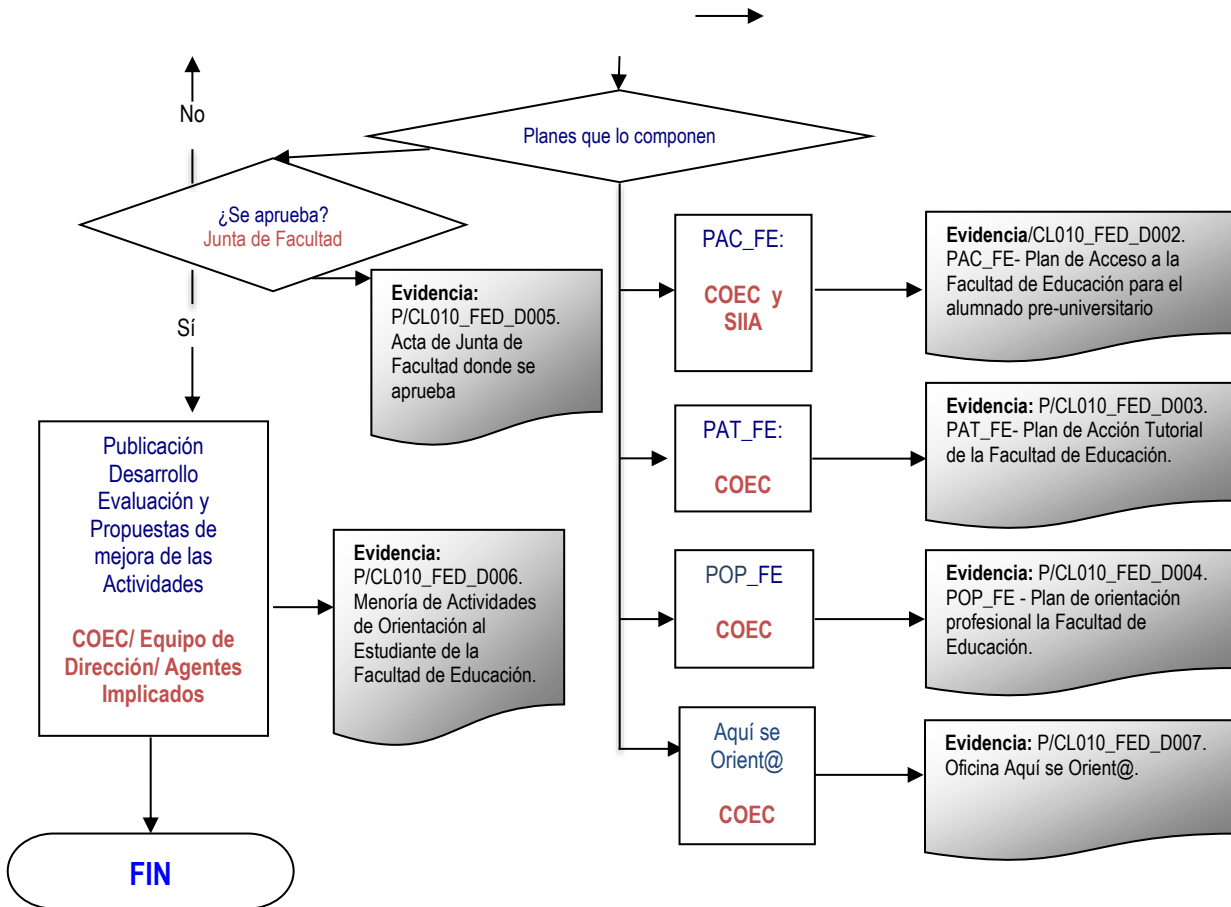 No
Planes que lo componen
¿Se aprueba?
Junta de Facultad
Sí
Evidencia:
P/CL010_FED_D005.
Acta de Junta de
Facultad donde se
aprueba
PAC_FE:
COEC y
SIIA
Evidencia/CL010_FED_D002.
PAC_FE- Plan de Acceso a la
Facultad de Educación para el
alumnado pre-universitario
PAT_FE:
COEC
Evidencia: P/CL010_FED_D003.
PAT_FE- Plan de Acción Tutorial
de la Facultad de Educación.
Publicación
Desarrollo
Evaluación y
Propuestas de
mejora de las
Actividades
COEC/ Equipo de
Dirección/ Agentes
Implicados
Evidencia:
P/CL010_FED_D006.
Menoría de Actividades
de Orientación al
Estudiante de la
Facultad de Educación.
POP_FE
COEC
Evidencia: P/CL010_FED_D004.
POP_FE - Plan de orientación
profesional la Facultad de
Educación.
Aquí se
Orient@
COEC
Evidencia: P/CL010_FED_D007.
Oficina Aquí se Orient@.
FIN